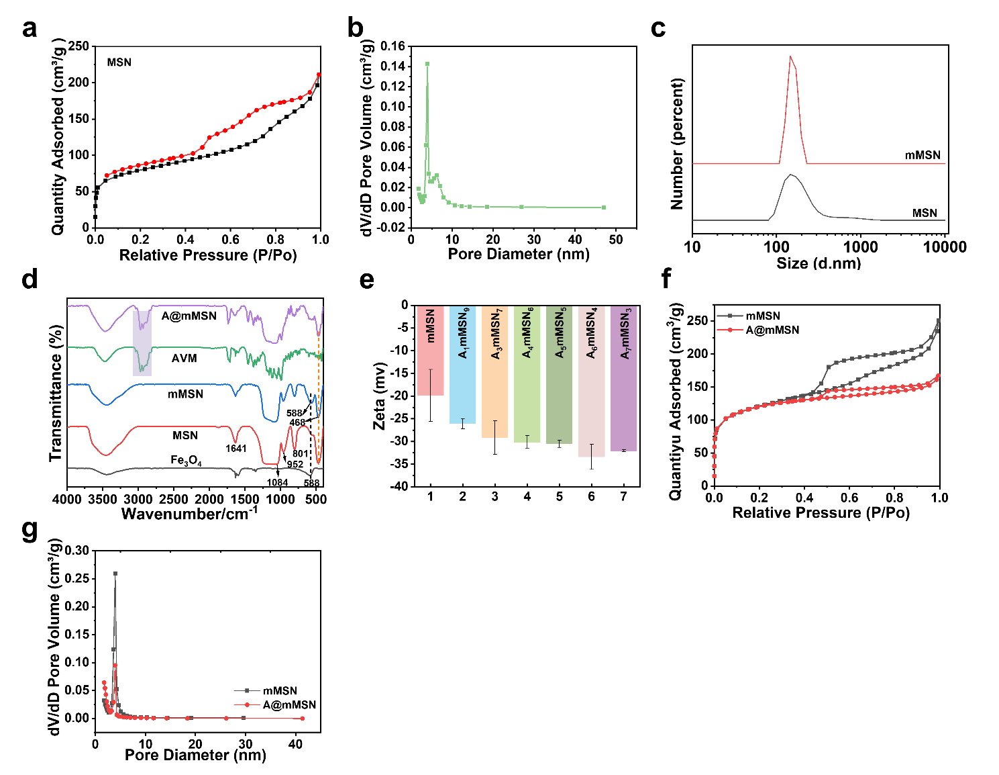 a
Quantity Adsorbed (cm³/g )
250
200
150
100
50
0
MSN
0.0 0.2 0.4 0.6 0.8 1.0
Relative Pressure (P/Po)
b
dV/dD Pore Volume (cm³/g)
0.16
0.14
0.12
0.10
0.08
0.06
0.04
0.02
0.00
-0.02
0 10 20 30 40 50
Pore Diameter (nm)
c
Number (percent)
mMSN
MSN
10 100 1000 10000
Size (d.nm)
d
Transmittance (%)
A@mMSN
AVM
mMSN
588
468
MSN
1641
801
952
Fe₃O₄
1084
588
4000 3500 3000 2500 2000 1500 1000 500
Wavenumber/cm⁻¹
e
Zeta (mv)
0
-5
-10
-15
-20
-25
-30
-35
-40
mMSN
A₁mMSN₉
A₃mMSN₇
A₄mMSN₆
A₅mMSN₅
A₆mMSN₄
A₇mMSN₃
1 2 3 4 5 6 7
f
Quantiyu Adsorbed (cm³/g)
250
200
150
100
50
0
mMSN
A@mMSN
0.0 0.2 0.4 0.6 0.8 1.0
Relative Pressure (P/Po)
g
dV/dD Pore Volume (cm³/g)
0.30
0.25
0.20
0.15
0.10
0.05
0.00
mMSN
A@mMSN
0 10 20 30 40
Pore Diameter (nm)